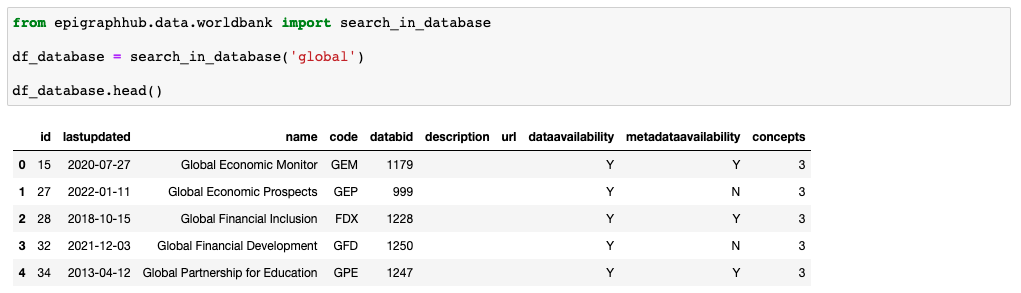 from epigraphhub.data.worldbank import search_in_database
df_database = search_in_database('global')
df_database.head()
id lastupdated name code databid description url dataavailability metadataavailability concepts
0 15 2020-07-27 Global Economic Monitor GEM 1179 Y Y 3
1 27 2022-01-11 Global Economic Prospects GEP 999 Y N 3
2 28 2018-10-15 Global Financial Inclusion FDX 1228 Y Y 3
3 32 2021-12-03 Global Financial Development GFD 1250 Y N 3
4 34 2013-04-12 Global Partnership for Education GPE 1247 Y Y 3